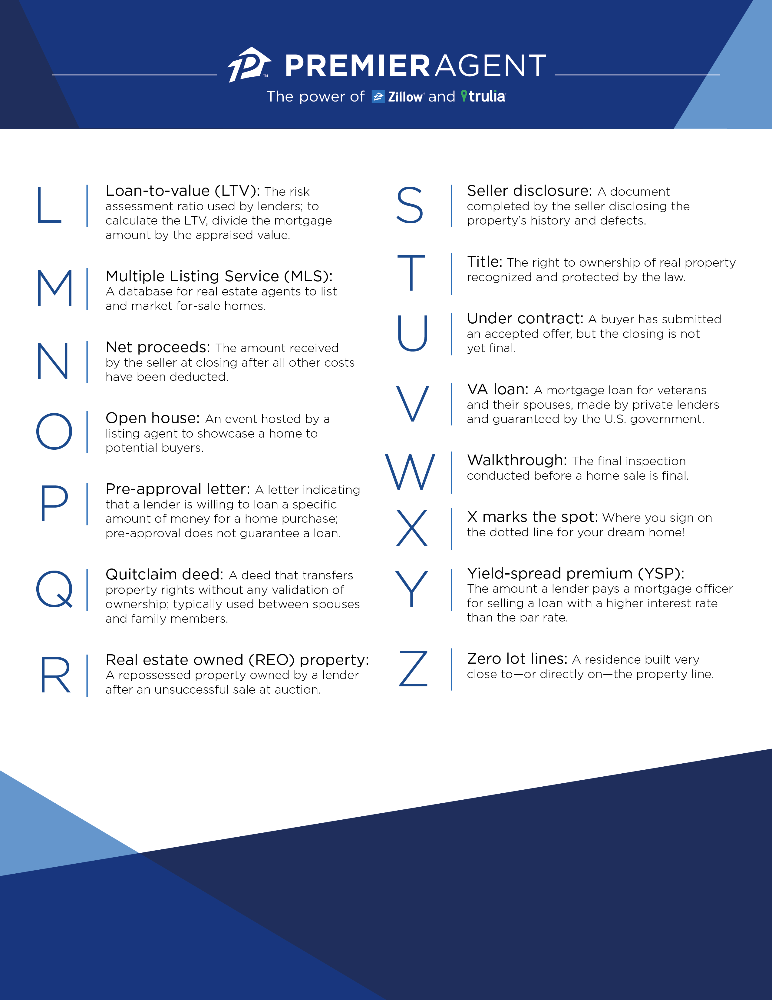 PREMIER AGENT
The power of Zillow® and trulia®
L
Loan-to-value (LTV): The risk
assessment ratio used by lenders; to
calculate the LTV, divide the mortgage
amount by the appraised value.
M
Multiple Listing Service (MLS):
A database for real estate agents to list
and market for-sale homes.
N
Net proceeds: The amount received
by the seller at closing after all other costs
have been deducted.
O
Open house: An event hosted by a
listing agent to showcase a home to
potential buyers.
P
Pre-approval letter: A letter indicating
that a lender is willing to loan a specific
amount of money for a home purchase;
pre-approval does not guarantee a loan.
Q
Quitclaim deed: A deed that transfers
property rights without any validation of
ownership; typically used between spouses
and family members.
R
Real estate owned (REO) property:
A repossessed property owned by a lender
after an unsuccessful sale at auction.
S
Seller disclosure: A document
completed by the seller disclosing the
property’s history and defects.
T
Title: The right to ownership of real property
recognized and protected by the law.
U
Under contract: A buyer has submitted
an accepted offer, but the closing is not
yet final.
V
VA loan: A mortgage loan for veterans
and their spouses, made by private lenders
and guaranteed by the U.S. government.
W
Walkthrough: The final inspection
conducted before a home sale is final.
X
X marks the spot: Where you sign on
the dotted line for your dream home!
Y
Yield-spread premium (YSP):
The amount a lender pays a mortgage officer
for selling a loan with a higher interest rate
than the par rate.
Z
Zero lot lines: A residence built very
close to—or directly on—the property line.